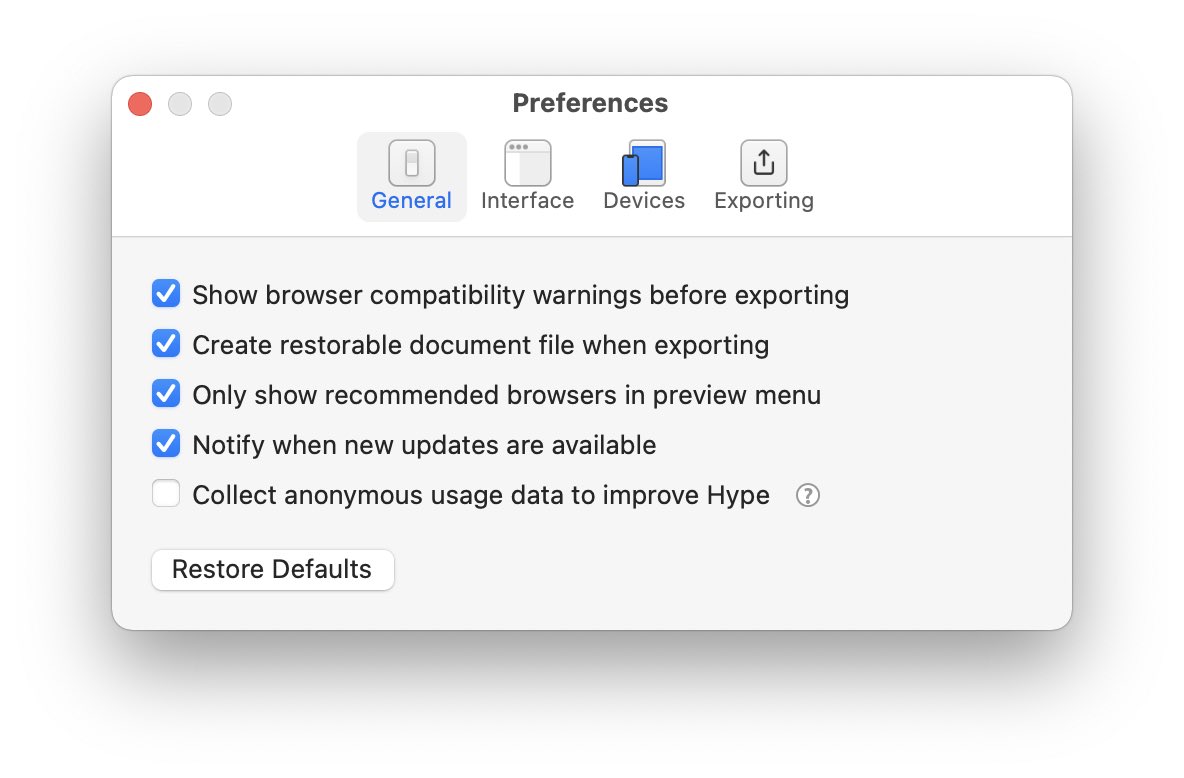 Preferences
General
Interface
Devices
Exporting
Show browser compatibility warnings before exporting
Create restorable document file when exporting
Only show recommended browsers in preview menu
Notify when new updates are available
Collect anonymous usage data to improve Hype ?
Restore Defaults